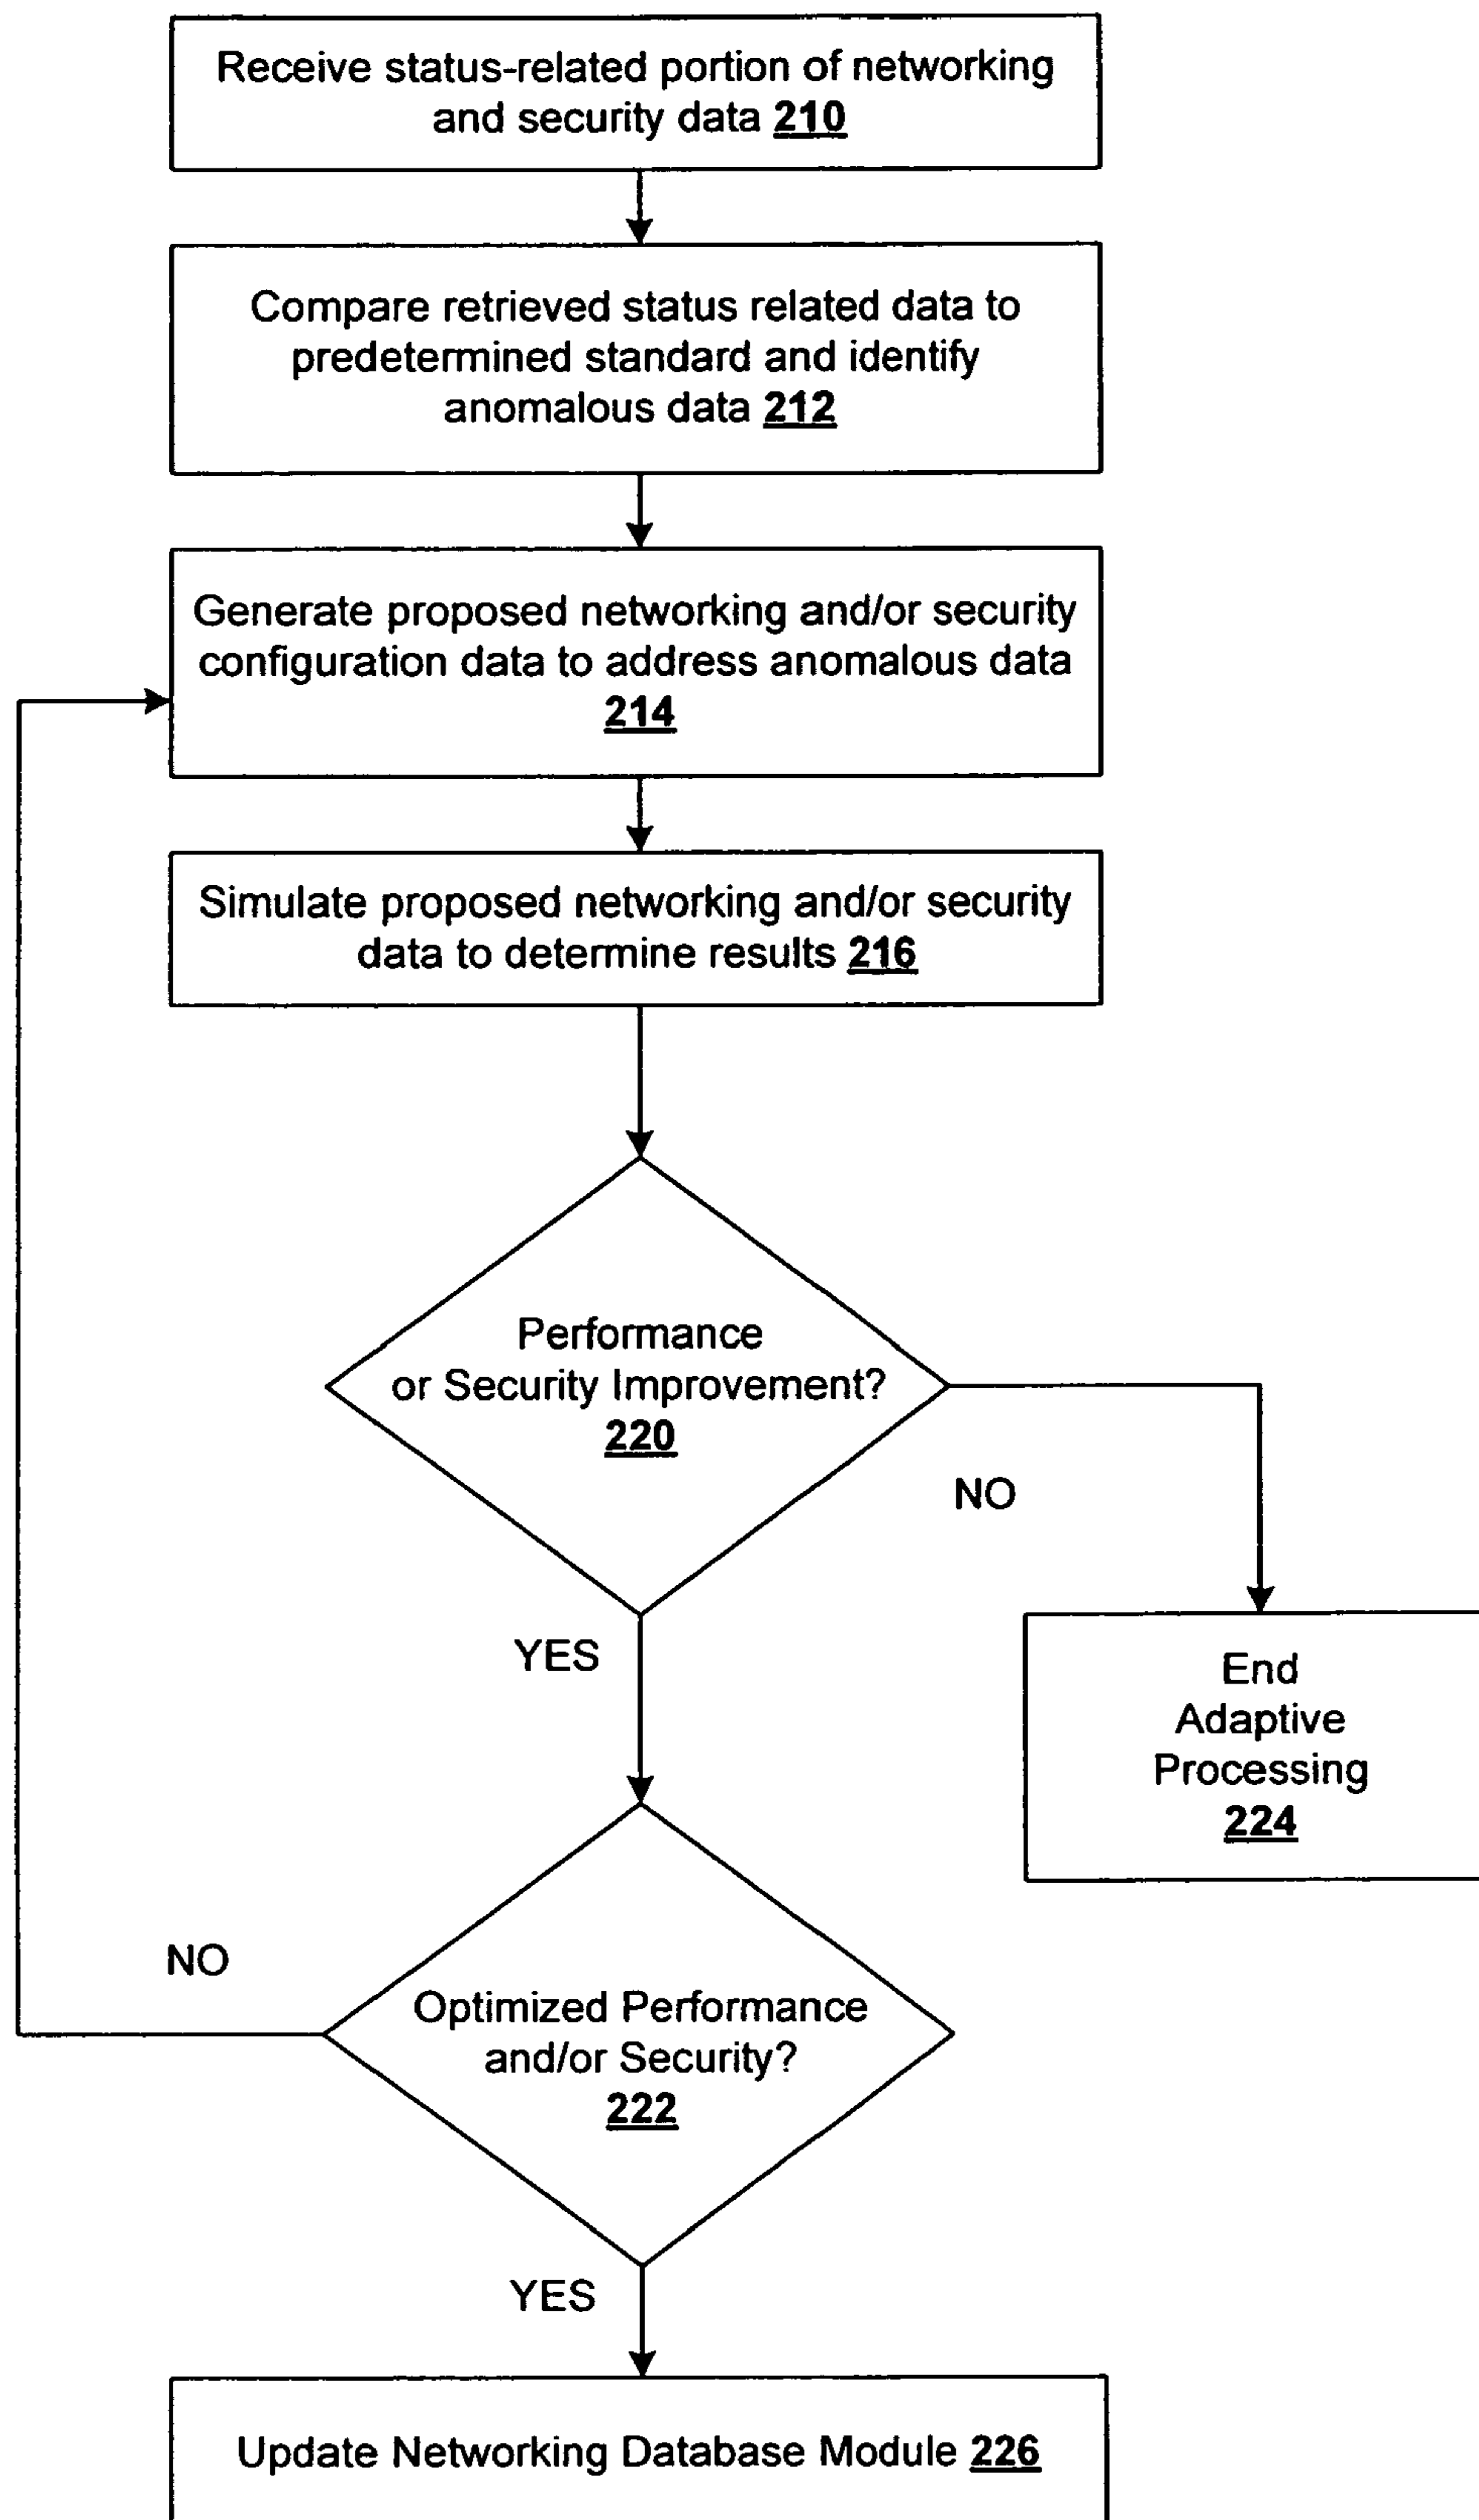 Receive status-related portion of networking
and security data 210
Compare retrieved status related data to
predetermined standard and identify
anomalous data 212
Generate proposed networking and/or security
configuration data to address anomalous data
214
Simulate proposed networking and/or security
data to determine results 216
Performance
or Security Improvement?
220
NO
YES
End
Adaptive
Processing
224
NO
Optimized Performance
and/or Security?
222
YES
Update Networking Database Module 226